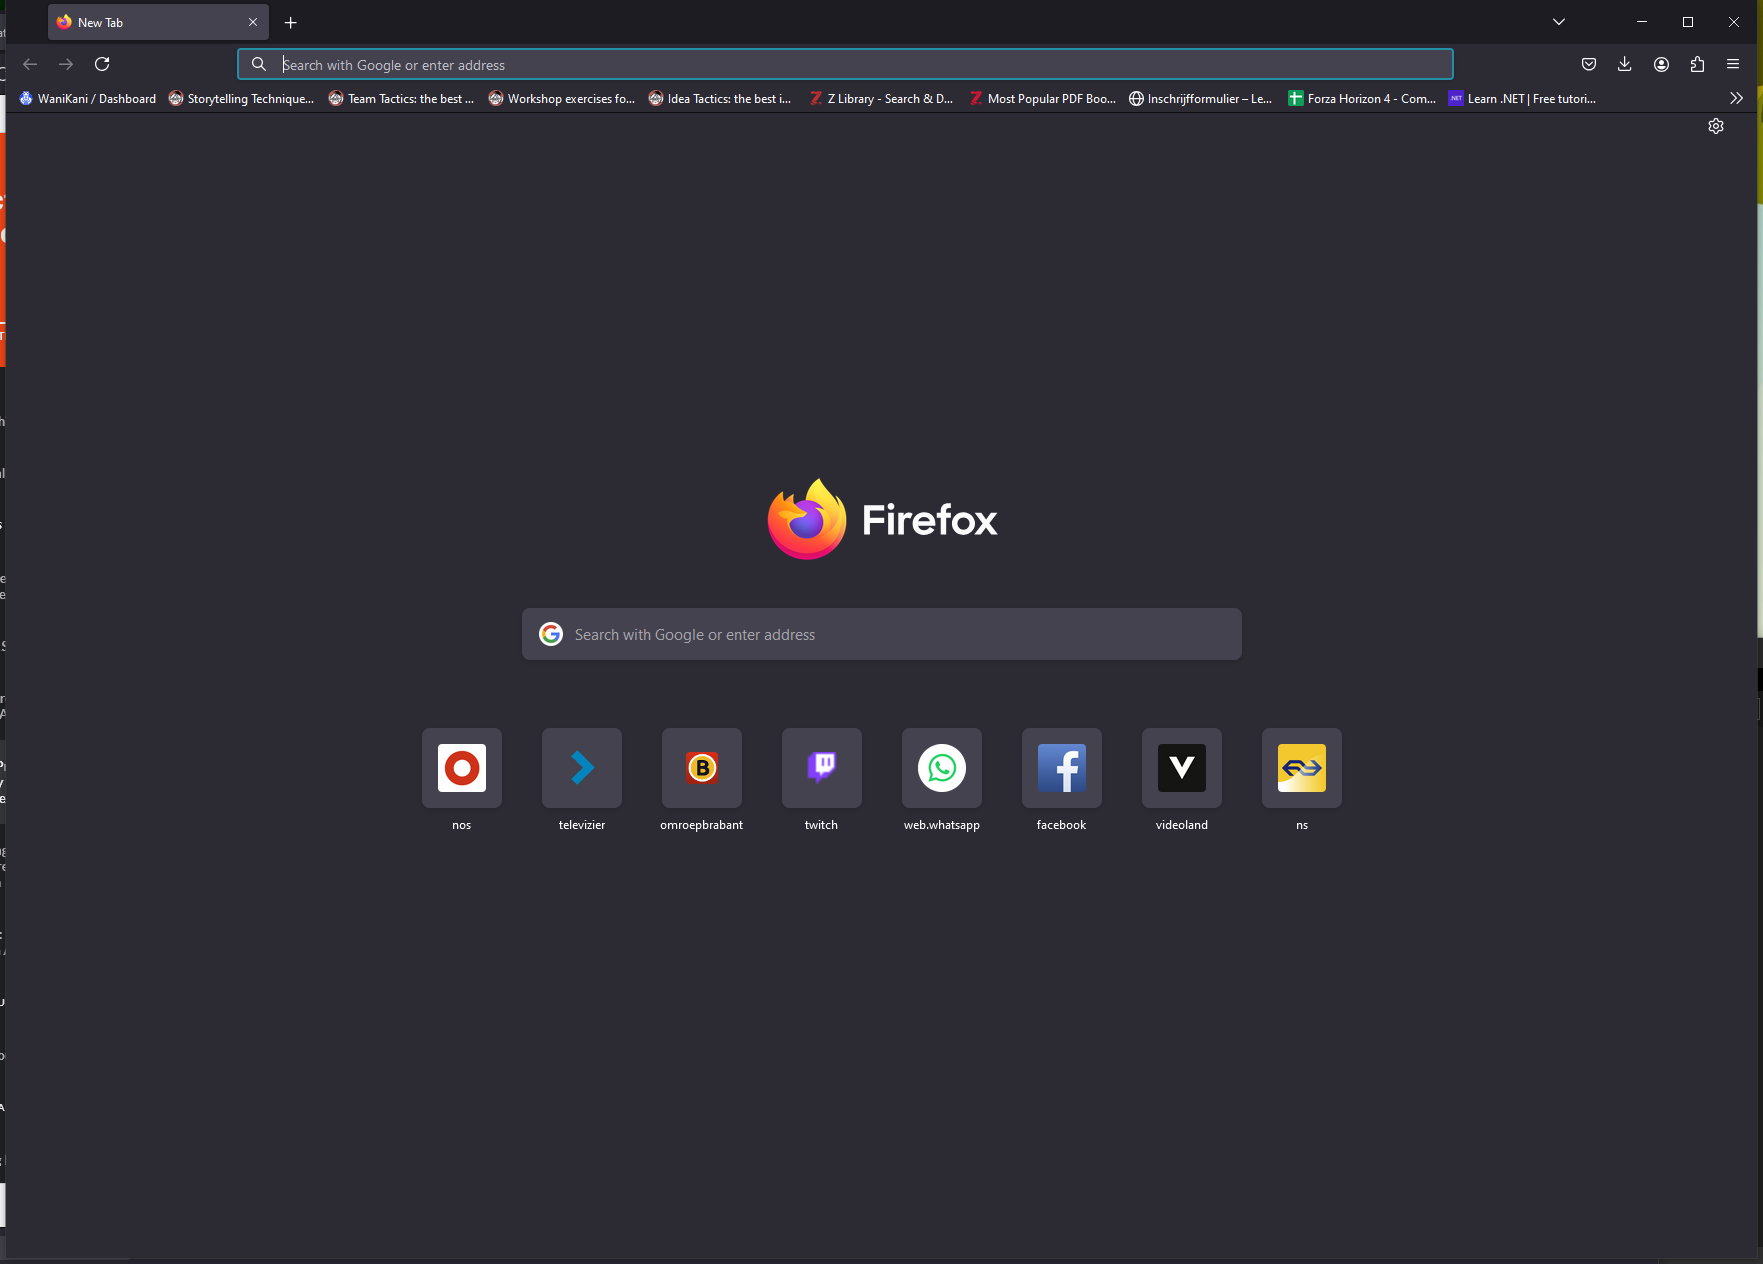 New Tab
Search with Google or enter address
WaniKani / Dashboard Storytelling Technique... Team Tactics: the best ... Workshop exercises fo... Idea Tactics: the best i... Z Library - Search & D... Most Popular PDF Boo... Inschrijfformulier – Le... Forza Horizon 4 - Com... Learn .NET | Free tutori...
Firefox
Search with Google or enter address
nos televizier omroepbrabant twitch web.whatsapp facebook videoland ns